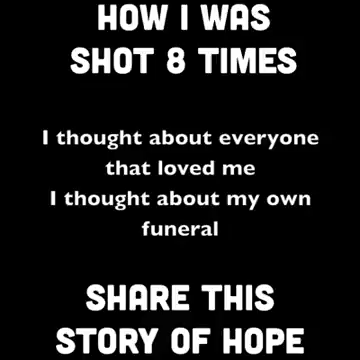 HOW I WAS
SHOT 8 TIMES
I thought about everyone
that loved me
I thought about my own
funeral
SHARE THIS
STORY OF HOPE